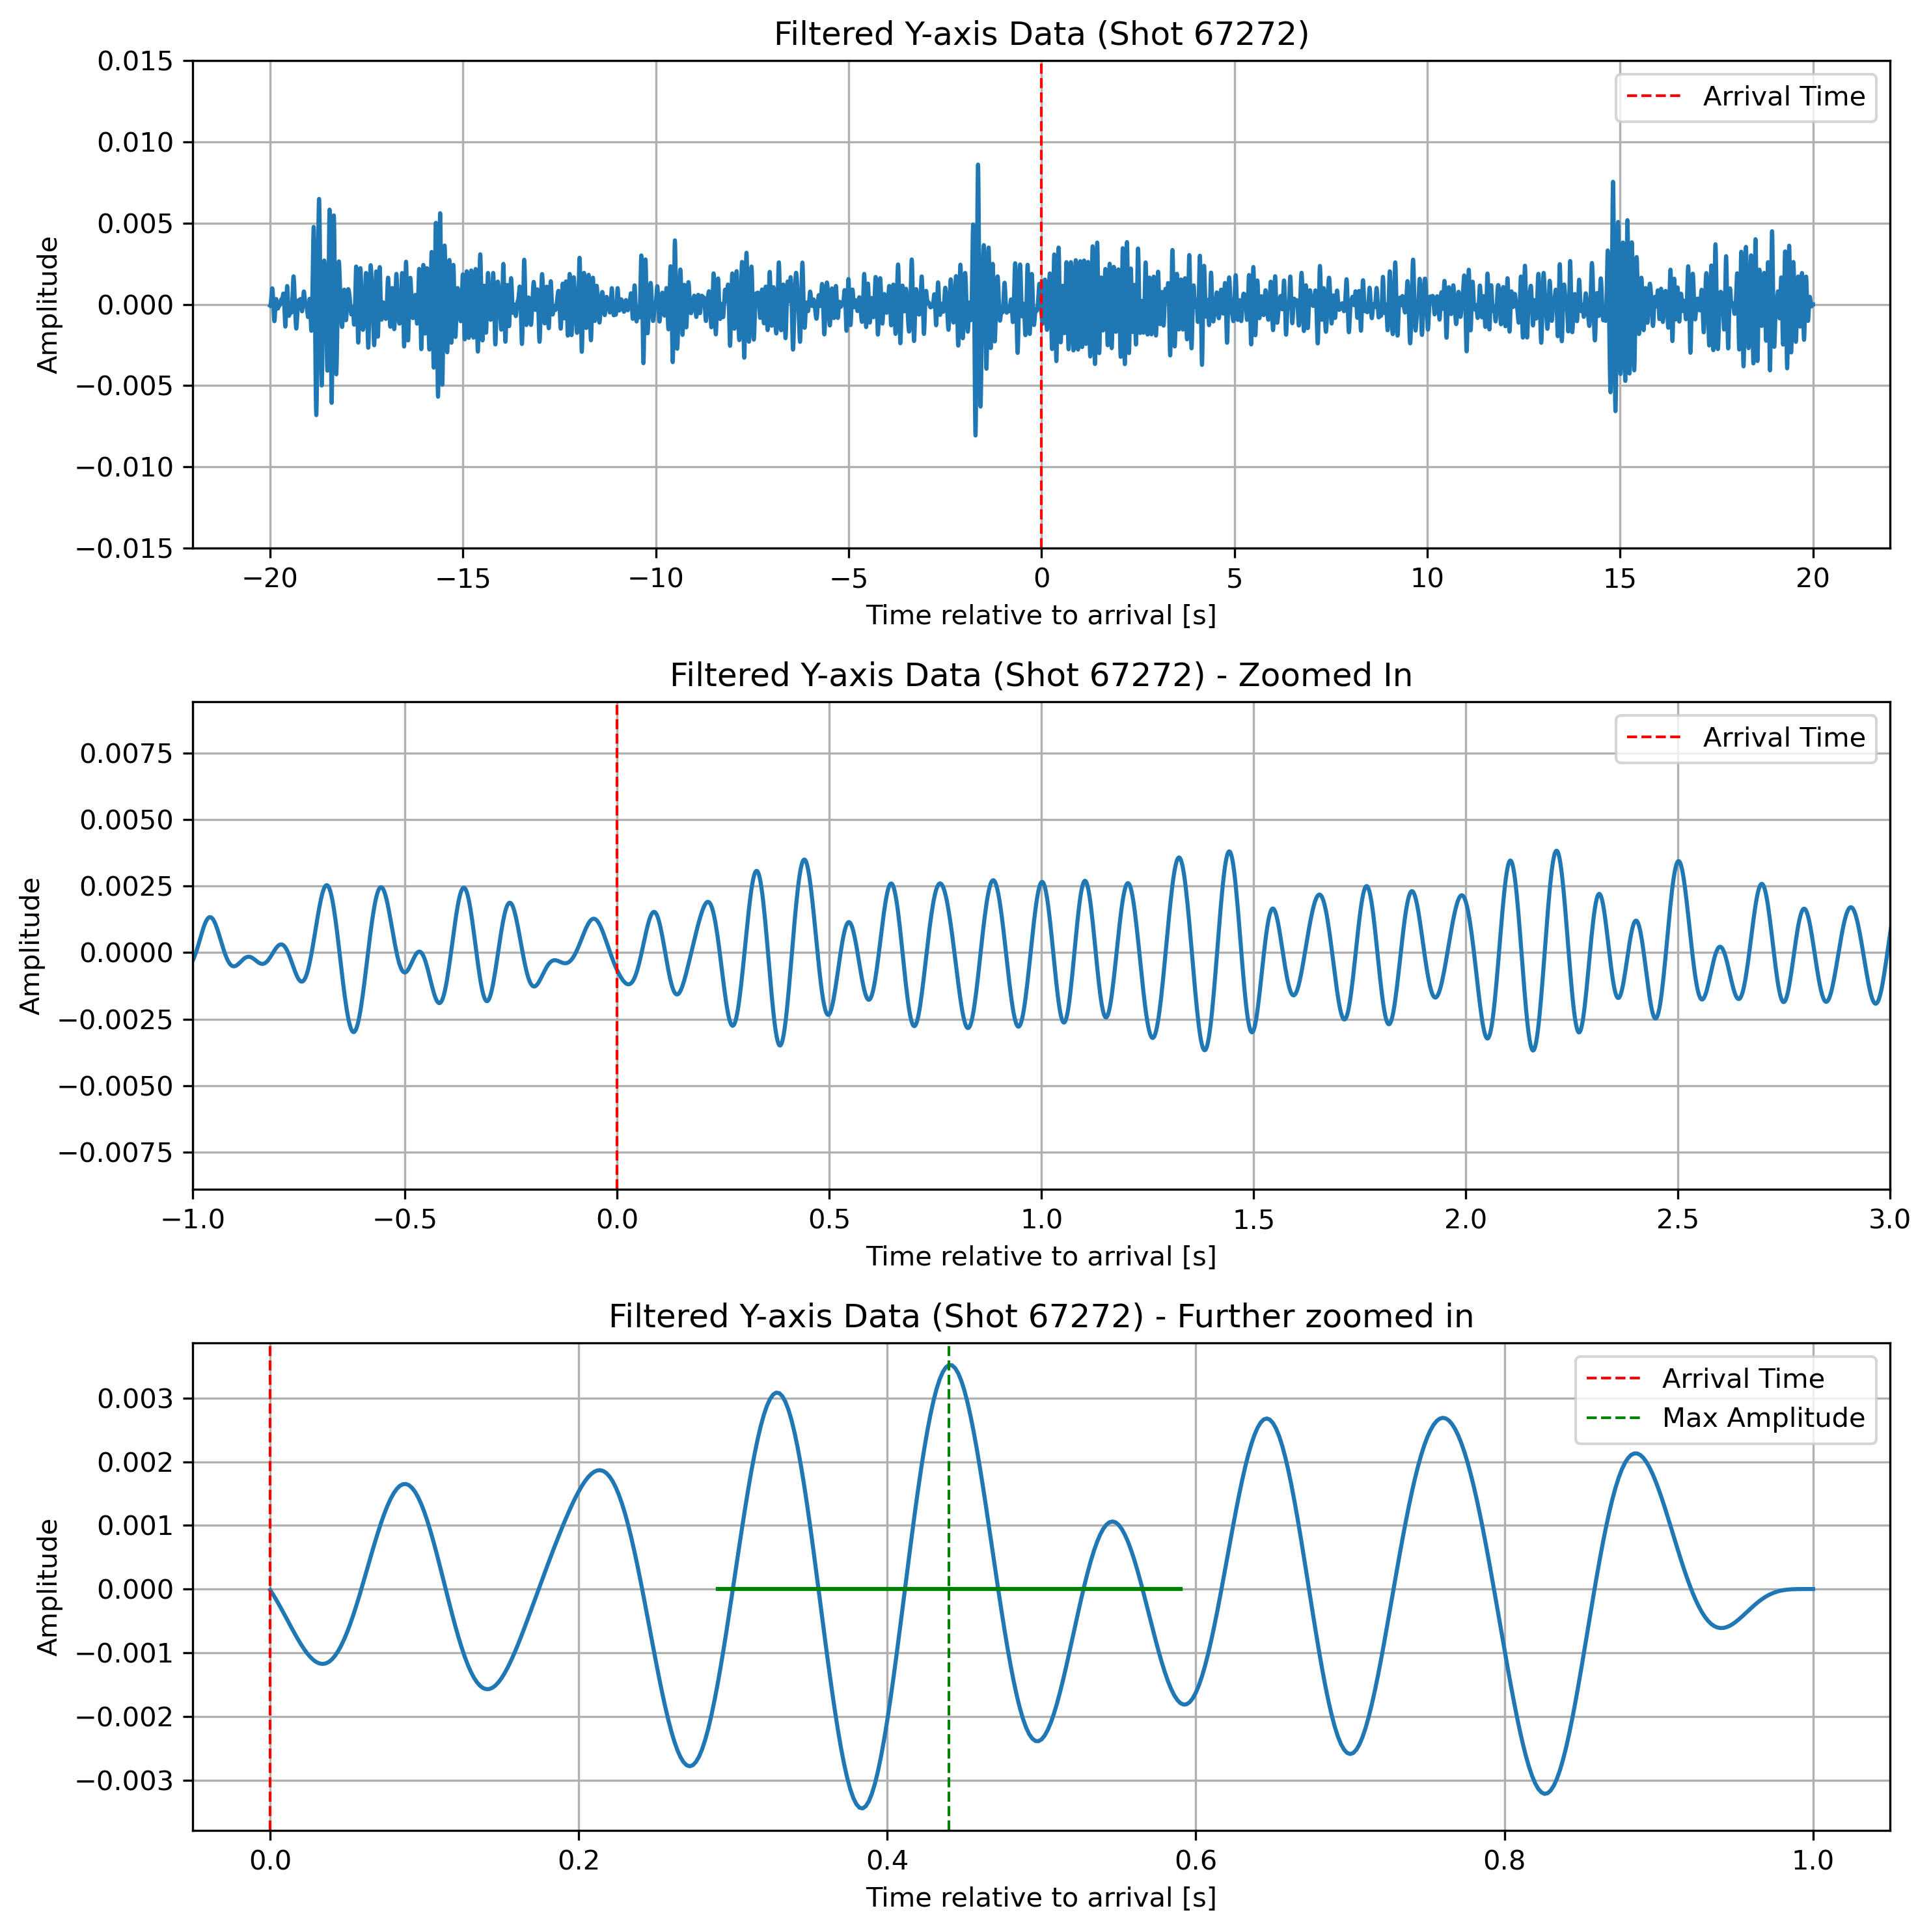 Filtered Y-axis Data (Shot 67272)
0.015
0.010
0.005
0.000
−0.005
−0.010
−0.015
Amplitude
Arrival Time
−20 −15 −10 −5 0 5 10 15 20
Time relative to arrival [s]
Filtered Y-axis Data (Shot 67272) - Zoomed In
0.0075
0.0050
0.0025
0.0000
−0.0025
−0.0050
−0.0075
Amplitude
Arrival Time
−1.0 −0.5 0.0 0.5 1.0 1.5 2.0 2.5 3.0
Time relative to arrival [s]
Filtered Y-axis Data (Shot 67272) - Further zoomed in
0.003
0.002
0.001
0.000
−0.001
−0.002
−0.003
Amplitude
Arrival Time
Max Amplitude
0.0 0.2 0.4 0.6 0.8 1.0
Time relative to arrival [s]